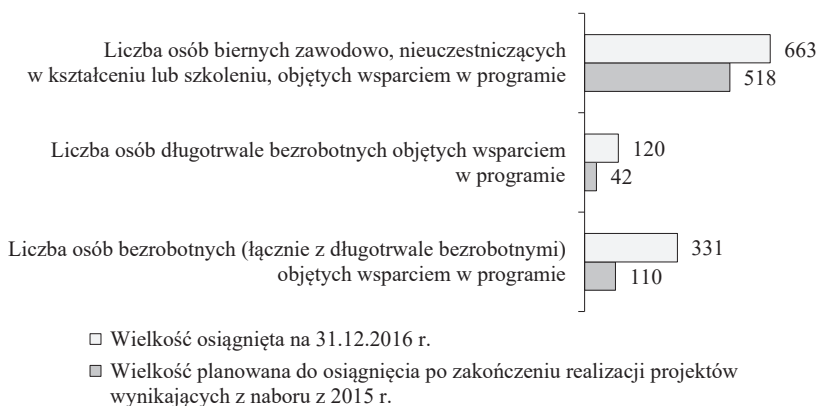 Liczba osób biernych zawodowo, nieuczestniczących
w kształceniu lub szkoleniu, objętych wsparciem w programie
663
518
Liczba osób długotrwale bezrobotnych objętych wsparciem
w programie
120
42
Liczba osób bezrobotnych (łącznie z długotrwale bezrobotnymi)
objętych wsparciem w programie
331
110
Wielkość osiągnięta na 31.12.2016 r.
Wielkość planowana do osiągnięcia po zakończeniu realizacji projektów
wynikających z naboru z 2015 r.